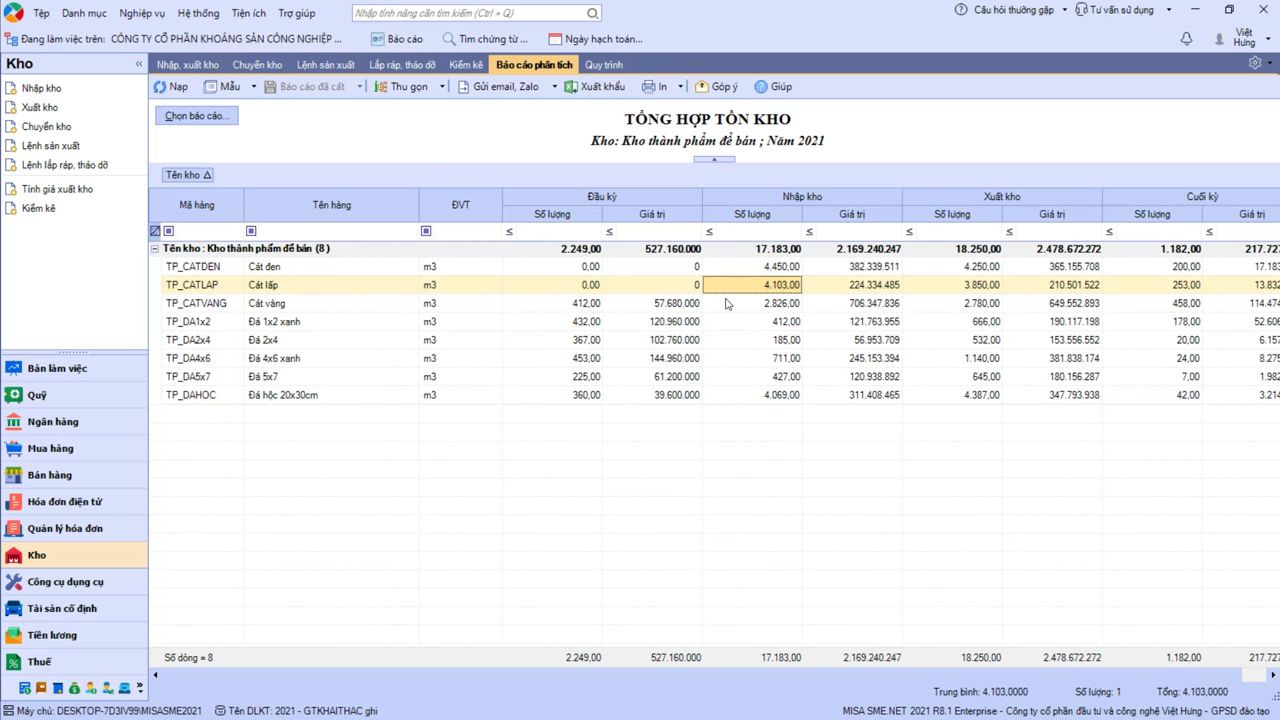 Tệp Danh mục Nghiệp vụ Hệ thống Tiện ích Trợ giúp Nhập tính năng cần tìm kiếm (Ctrl + Q) Câu hỏi thường gặp Tư vấn sử dụng
Đang làm việc trên: CÔNG TY CỔ PHẦN KHOÁNG SẢN CÔNG NGHIỆP ... Báo cáo Tìm chứng từ ... Ngày hạch toán... Việt Hưng
Kho «
Nhập, xuất kho Chuyển kho Lệnh sản xuất Lắp ráp, tháo dỡ Kiểm kê Báo cáo phân tích Quy trình
Nạp Mẫu Báo cáo đã cất Thu gọn Gửi email, Zalo Xuất khẩu In Góp ý Giúp
Nhập kho
Xuất kho
Chuyển kho
Lệnh sản xuất
Lệnh lắp ráp, tháo dỡ
Tính giá xuất kho
Kiểm kê
Bàn làm việc
Quỹ
Ngân hàng
Mua hàng
Bán hàng
Hóa đơn điện tử
Quản lý hóa đơn
Kho
Công cụ dụng cụ
Tài sản cố định
Tiền lương
Thuế
Chọn báo cáo...
TỔNG HỢP TỒN KHO
Kho: Kho thành phẩm để bán ; Năm 2021
Tên kho
Mã hàng Tên hàng ĐVT Đầu kỳ Nhập kho Xuất kho Cuối kỳ
Số lượng Giá trị Số lượng Giá trị Số lượng Giá trị Số lượng Giá trị
≤ ≤ ≤ ≤ ≤ ≤ ≤ ≤
Tên kho : Kho thành phẩm để bán (8 ) 2.249,00 527.160.000 17.183,00 2.169.240.247 18.250,00 2.478.672.272 1.182,00 217.727
TP_CATDEN Cát đen m3 0,00 0 4.450,00 382.339.511 4.250,00 365.155.708 200,00 17.183
TP_CATLAP Cát lấp m3 0,00 0 4.103,00 224.334.485 3.850,00 210.501.522 253,00 13.832
TP_CATVANG Cát vàng m3 412,00 57.680.000 2.826,00 706.347.836 2.780,00 649.552.893 458,00 114.474
TP_DA1x2 Đá 1x2 xanh m3 432,00 120.960.000 412,00 121.763.955 666,00 190.117.198 178,00 52.606
TP_DA2x4 Đá 2x4 m3 367,00 102.760.000 185,00 56.953.709 532,00 153.556.552 20,00 6.157
TP_DA4x6 Đá 4x6 xanh m3 453,00 144.960.000 711,00 245.153.394 1.140,00 381.838.174 24,00 8.275
TP_DA5x7 Đá 5x7 m3 225,00 61.200.000 427,00 120.938.892 645,00 180.156.287 7,00 1.982
TP_DAHOC Đá hộc 20x30cm m3 360,00 39.600.000 4.069,00 311.408.465 4.387,00 347.793.938 42,00 3.214
Số dòng = 8 2.249,00 527.160.000 17.183,00 2.169.240.247 18.250,00 2.478.672.272 1.182,00 217.727
Trung bình: 4.103,0000 Số lượng: 1 Tổng: 4.103,0000
Máy chủ: DESKTOP-7D3IV99\MISASME2021 Tên DLKT: 2021 - GTKHAITHAC ghi MISA SME.NET 2021 R8.1 Enterprise - Công ty cổ phần đầu tư và công nghệ Việt Hưng - GPSD đào tạo